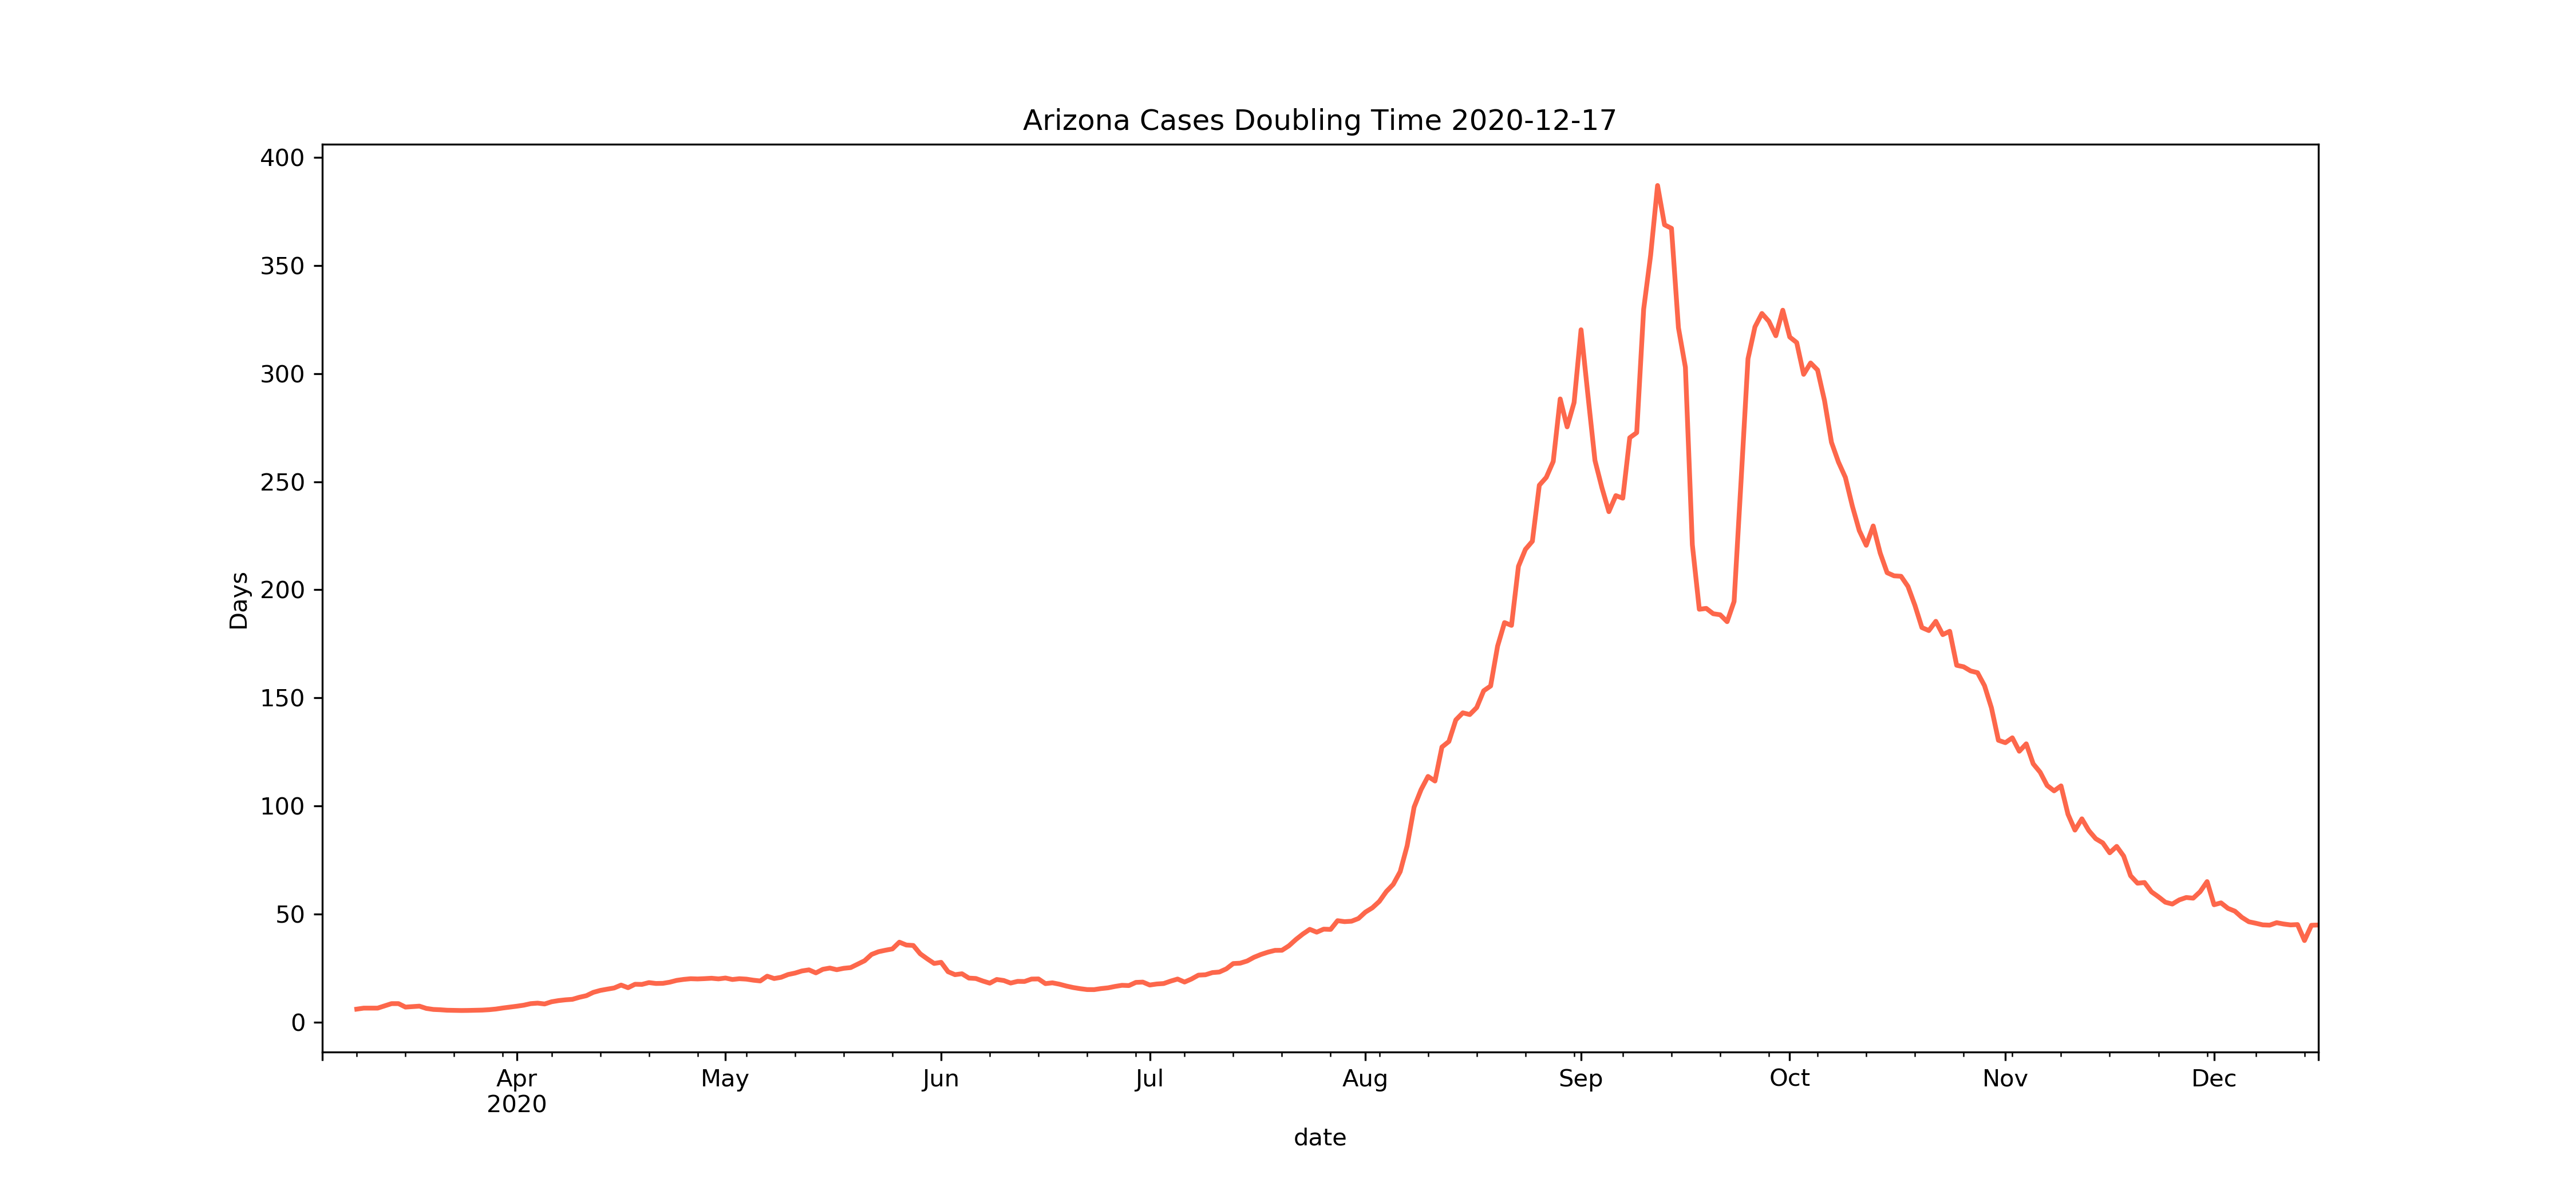 Arizona Cases Doubling Time 2020-12-17
400
350
300
250
200
150
100
50
0
Days
Apr May Jun Jul Aug Sep Oct Nov Dec
2020
date